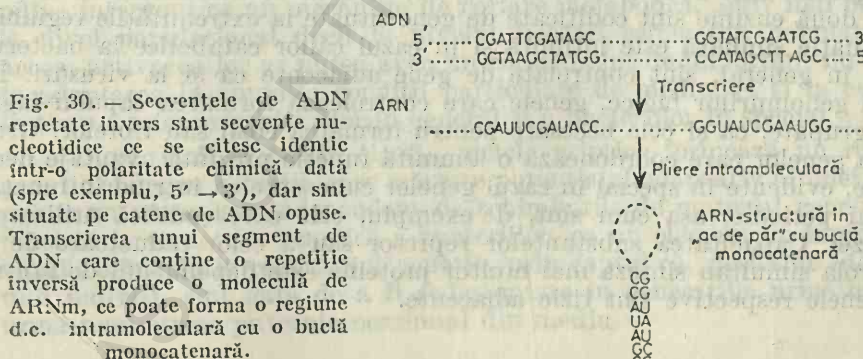 ADN
5'......CGATTCGATAGC ............GGTATCGAATCG .... 3
3'......GCTAAGCTATGG............CCATAGCTTAGC.... 5
Transcriere
ARN
......CGAUUCGAUACC............GGUAUCGAAUGG ....
Pliere intramoleculară
ARN-structură în
„ac de păr" cu buclă
monocatenară
CG
CG
AU
UA
AU
GC
Fig. 30. — Secvențele de ADN
repetate invers sînt secvențe nu-
cleotidice ce se citesc identic
într-o polaritate chimică dată
(spre exemplu, 5' → 3'), dar sînt
situate pe catene de ADN opuse.
Transcrierea unui segment de
ADN care conține o repetiție
inversă produce o moleculă de
ARNm, ce poate forma o regiune
d.c. intramoleculară cu o buclă
monocatenară.